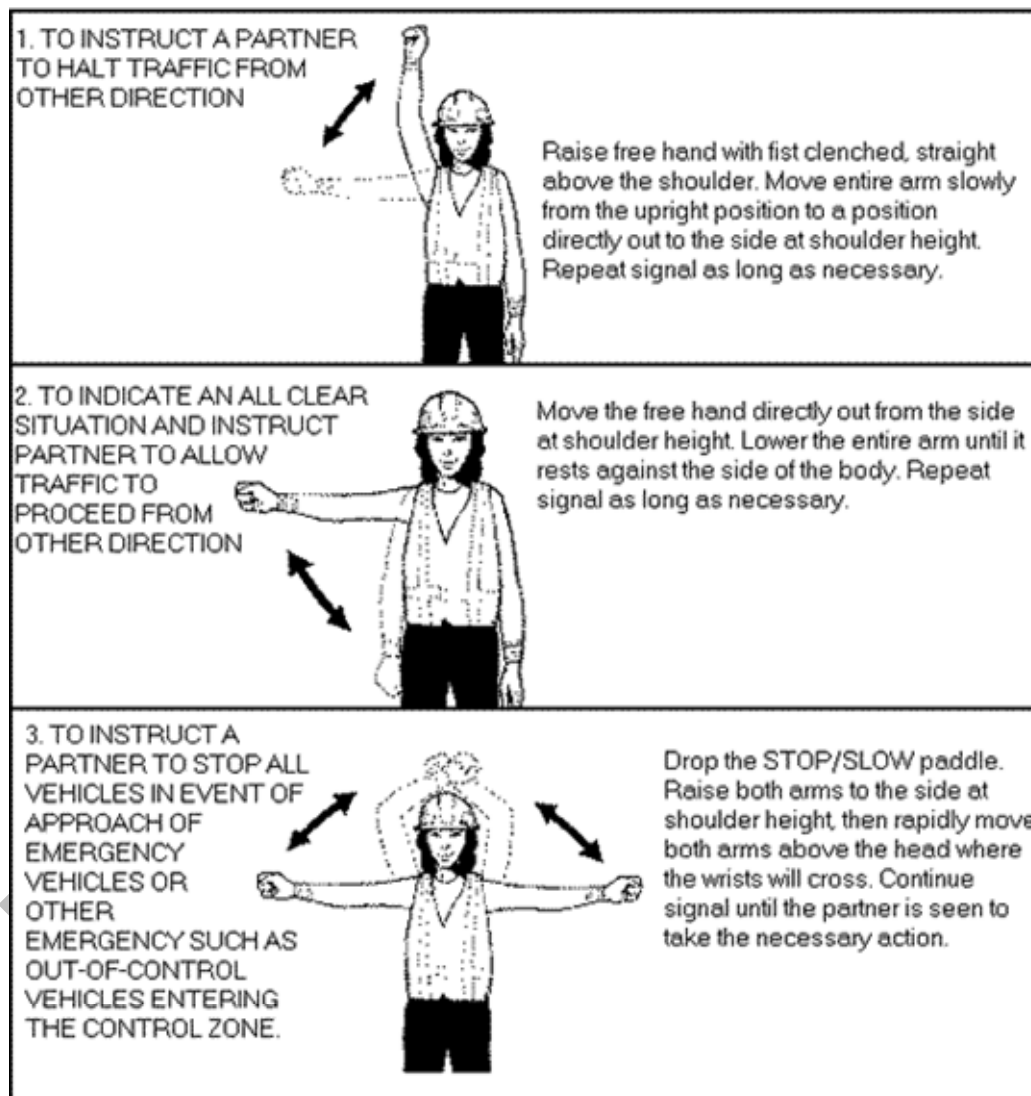 1. TO INSTRUCT A PARTNER
TO HALT TRAFFIC FROM
OTHER DIRECTION
Raise free hand with fist clenched, straight
above the shoulder. Move entire arm slowly
from the upright position to a position
directly out to the side at shoulder height.
Repeat signal as long as necessary.
2. TO INDICATE AN ALL CLEAR
SITUATION AND INSTRUCT
PARTNER TO ALLOW
TRAFFIC TO
PROCEED FROM
OTHER DIRECTION
Move the free hand directly out from the side
at shoulder height. Lower the entire arm until it
rests against the side of the body. Repeat
signal as long as necessary.
3. TO INSTRUCT A
PARTNER TO STOP ALL
VEHICLES IN EVENT OF
APPROACH OF
EMERGENCY
VEHICLES OR
OTHER
EMERGENCY SUCH AS
OUT-OF-CONTROL
VEHICLES ENTERING
THE CONTROL ZONE.
Drop the STOP/SLOW paddle.
Raise both arms to the side at
shoulder height, then rapidly move
both arms above the head where
the wrists will cross. Continue
signal until the partner is seen to
take the necessary action.